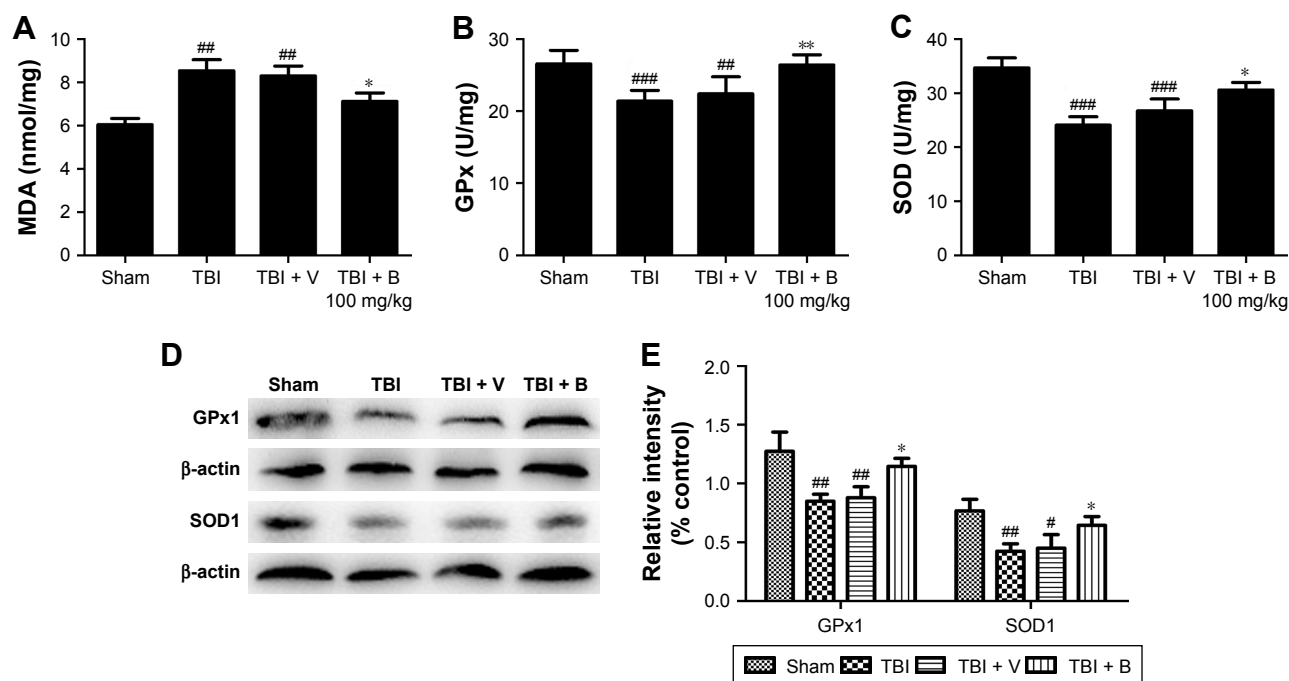 A
MDA (nmol/mg)
10
8
6
4
2
0
##
##
*
Sham
TBI
TBI + V
TBI + B
100 mg/kg
B
GPx (U/mg)
30
20
10
0
###
##
**
Sham
TBI
TBI + V
TBI + B
100 mg/kg
C
SOD (U/mg)
40
30
20
10
0
###
###
*
Sham
TBI
TBI + V
TBI + B
100 mg/kg
D
Sham TBI TBI + V TBI + B
GPx1
β-actin
SOD1
β-actin
E
Relative intensity
(% control)
2.0
1.5
1.0
0.5
0.0
##
##
*
##
#
*
GPx1
SOD1
Sham TBI TBI + V TBI + B